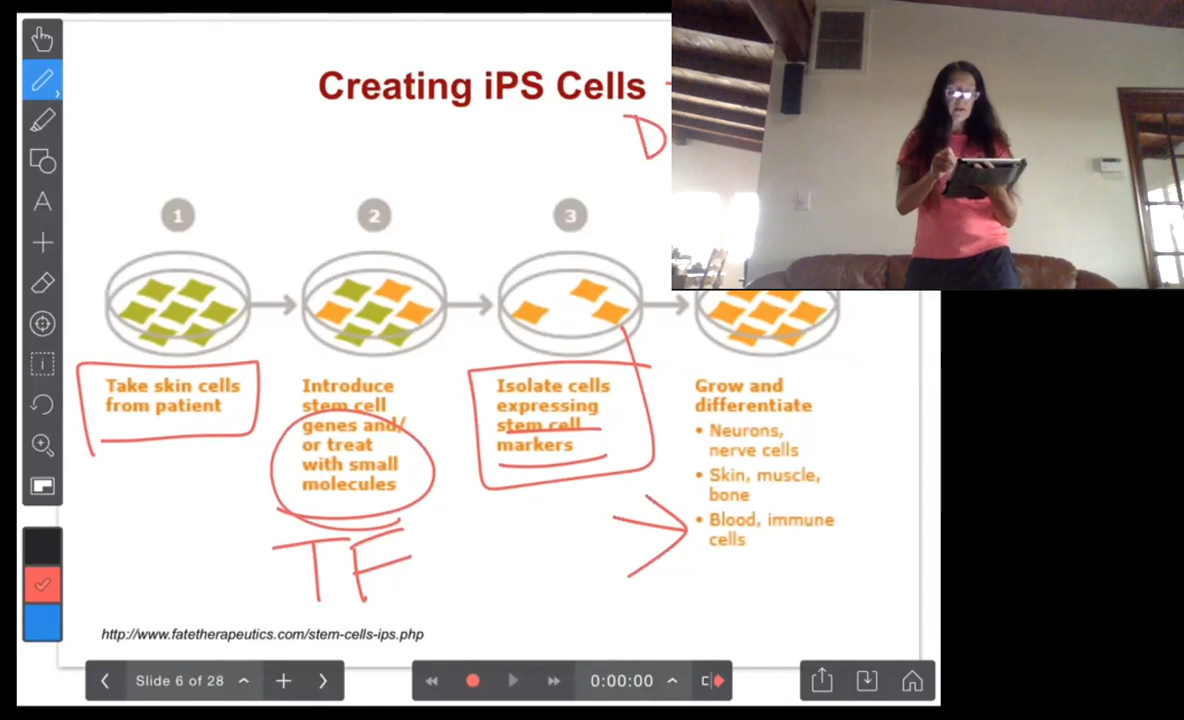 Creating iPS Cells
D
1
2
3
Take skin cells
from patient
Introduce
stem cell
genes and/
or treat
with small
molecules
Isolate cells
expressing
stem cell
markers
Grow and
differentiate
• Neurons,
nerve cells
• Skin, muscle,
bone
• Blood, immune
cells
TF
http://www.fatetherapeutics.com/stem-cells-ips.php
Slide 6 of 28
0:00:00
A
i